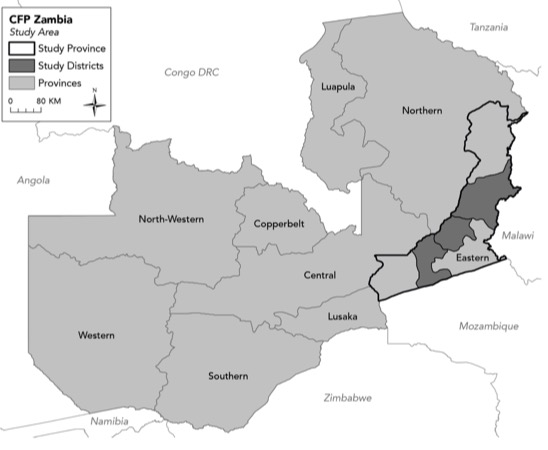 CFP Zambia
Study Area
Study Province
Study Districts
Provinces
0 80 KM
N
Tanzania
Congo DRC
Luapula
Northern
Angola
North-Western
Copperbelt
Malawi
Eastern
Central
Lusaka
Mozambique
Western
Southern
Zimbabwe
Namibia